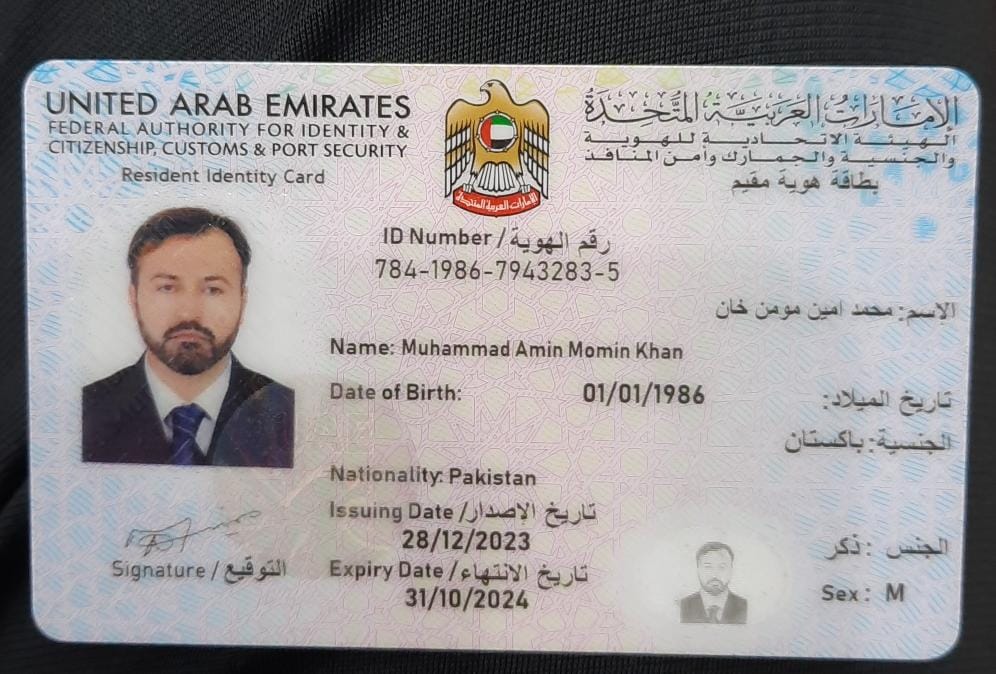 UNITED ARAB EMIRATES
FEDERAL AUTHORITY FOR IDENTITY &
CITIZENSHIP, CUSTOMS & PORT SECURITY
Resident Identity Card
الإمارات العربية المتحدة
الهيئة الاتحادية للهوية
والجنسية والجمارك وأمن المنافذ
بطاقة هوية مقيم
الإمارات العربية المتحدة
ID Number / رقم الهوية
784-1986-7943283-5
الإسم: محمد امين مومن خان
Name: Muhammad Amin Momin Khan
Date of Birth: 01/01/1986 تاريخ الميلاد:
الجنسية: باكستان
Nationality: Pakistan
Issuing Date / تاريخ الإصدار
28/12/2023
Expiry Date / تاريخ الانتهاء
31/10/2024
الجنس: ذكر
Sex: M
Signature / التوقيع